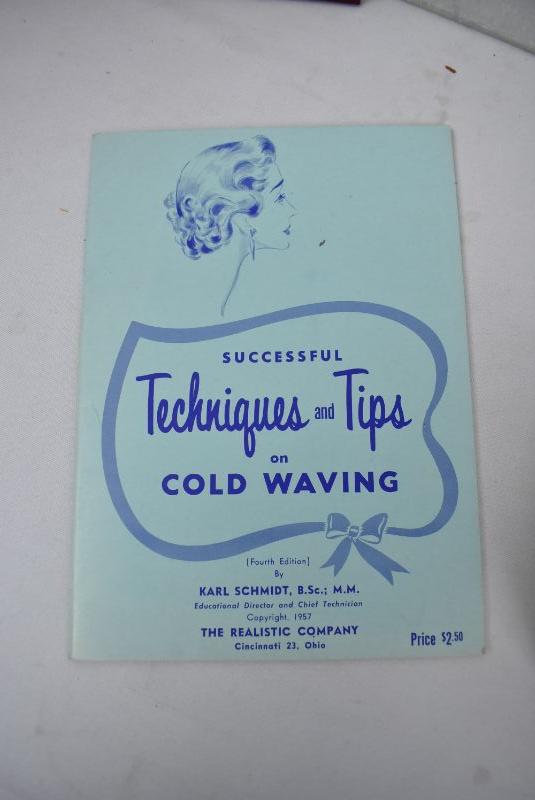 SUCCESSFUL
Techniques and Tips
on
COLD WAVING
[Fourth Edition]
By
KARL SCHMIDT, B.Sc.; M.M.
Educational Director and Chief Technician
Copyright, 1957
THE REALISTIC COMPANY
Cincinnati 23, Ohio
Price $2.50